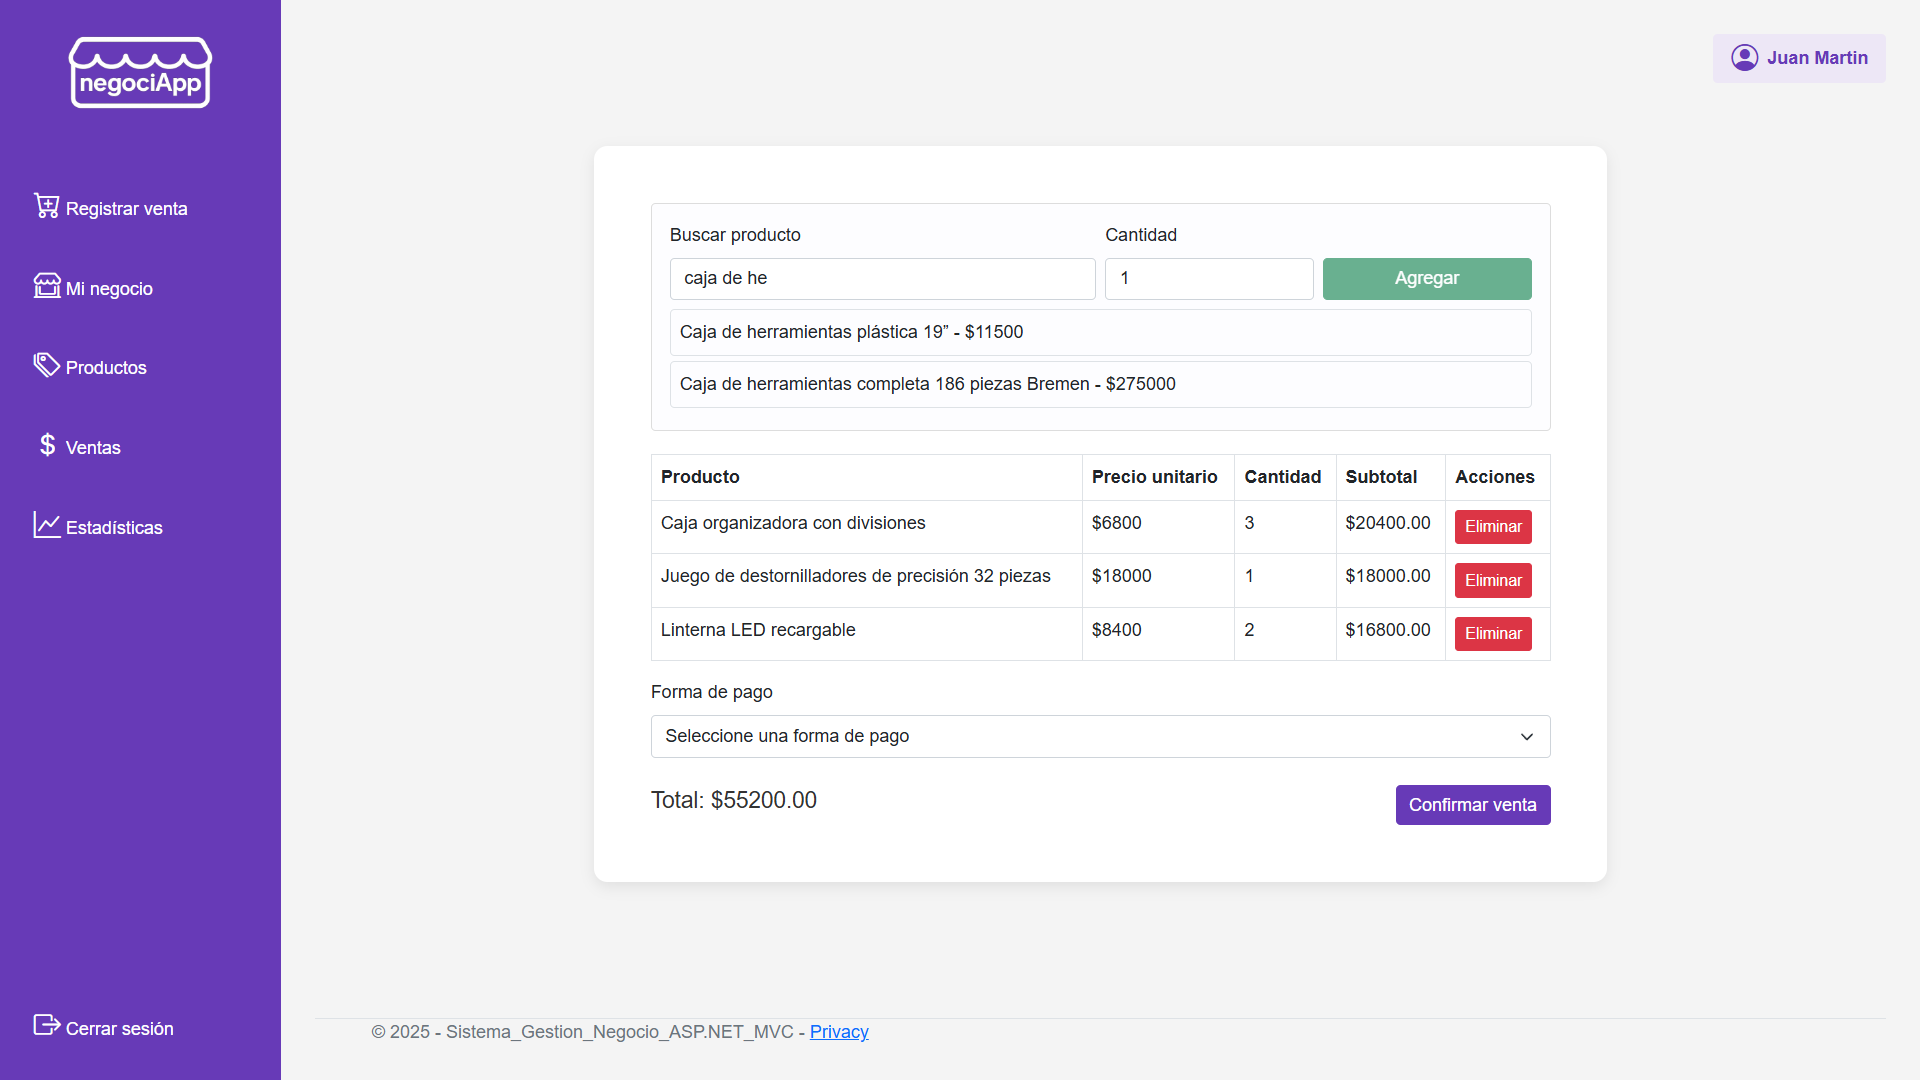 negociApp
Juan Martin
Registrar venta
Mi negocio
Productos
Ventas
Estadísticas
Cerrar sesión
Buscar producto Cantidad
caja de he 1 Agregar
Caja de herramientas plástica 19” - $11500
Caja de herramientas completa 186 piezas Bremen - $275000
Producto Precio unitario Cantidad Subtotal Acciones
Caja organizadora con divisiones $6800 3 $20400.00 Eliminar
Juego de destornilladores de precisión 32 piezas $18000 1 $18000.00 Eliminar
Linterna LED recargable $8400 2 $16800.00 Eliminar
Forma de pago
Seleccione una forma de pago
Total: $55200.00 Confirmar venta
© 2025 - Sistema_Gestion_Negocio_ASP.NET_MVC - Privacy